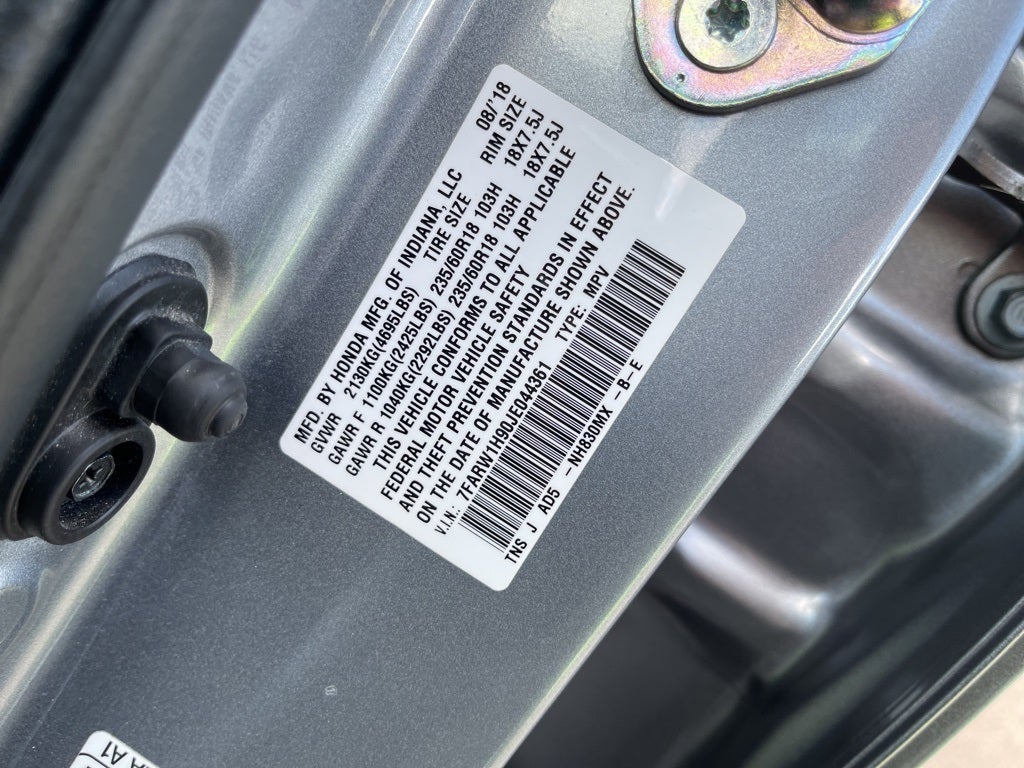 MFD. BY HONDA MFG. OF INDIANA, LLC 08/'18
GVWR 2130KG(4695LBS) TIRE SIZE RIM SIZE
GAWR F 1100KG(2425LBS) 235/60R18 103H 18X7.5J
GAWR R 1040KG(2292LBS) 235/60R18 103H 18X7.5J
THIS VEHICLE CONFORMS TO ALL APPLICABLE
FEDERAL MOTOR VEHICLE SAFETY
AND THEFT PREVENTION STANDARDS IN EFFECT
ON THE DATE OF MANUFACTURE SHOWN ABOVE.
V.I.N.: 7FARW1H90JE044361 TYPE: MPV
TNS J AD5 -NH830MX -B-E
A1